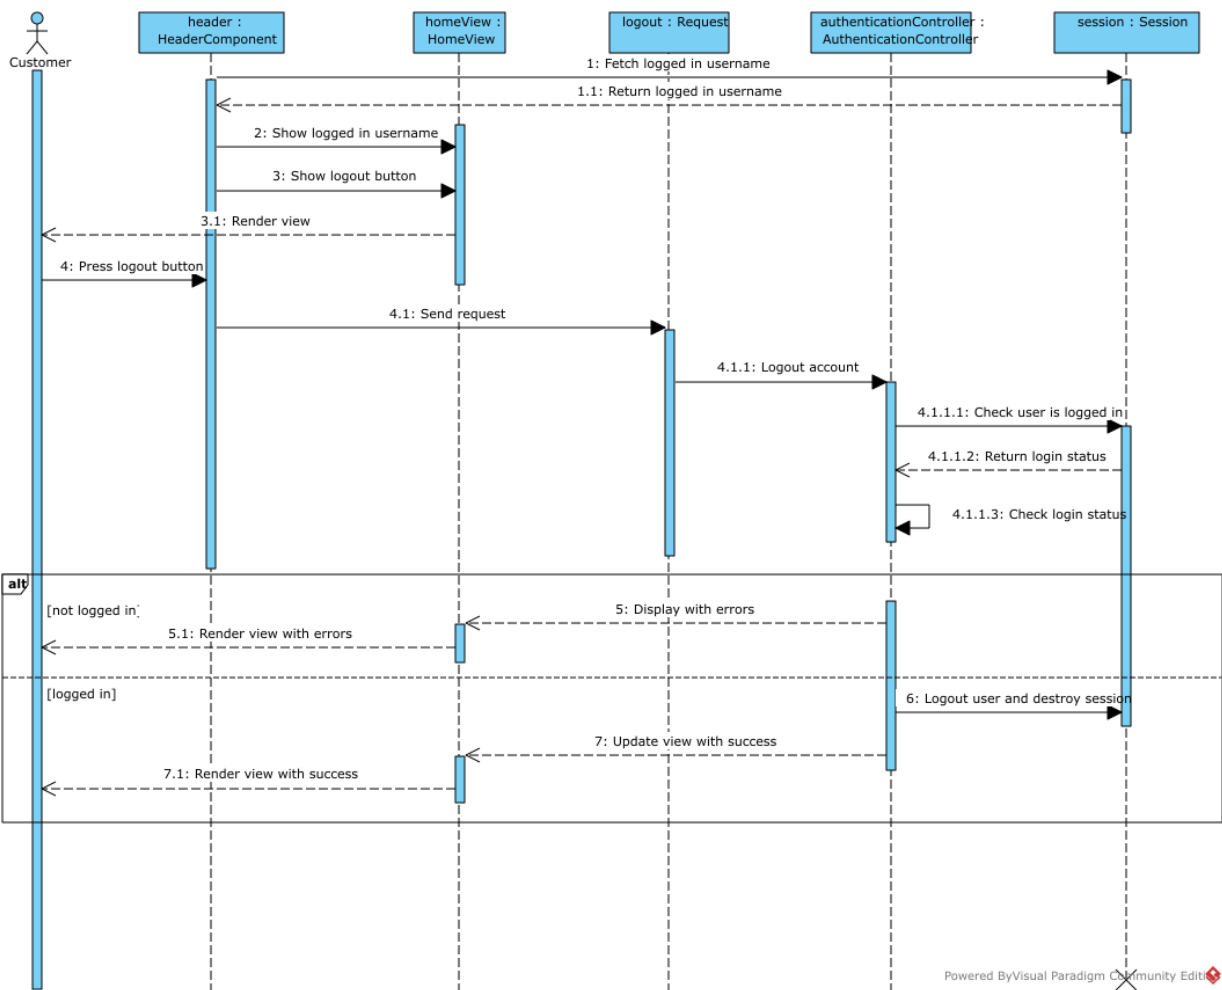 Customer
header :
HeaderComponent
homeView :
HomeView
logout : Request
authenticationController :
AuthenticationController
session : Session
1: Fetch logged in username
1.1: Return logged in username
2: Show logged in username
3: Show logout button
3.1: Render view
4: Press logout button
4.1: Send request
4.1.1: Logout account
4.1.1.1: Check user is logged in
4.1.1.2: Return login status
4.1.1.3: Check login status
alt
[not logged in]
5: Display with errors
5.1: Render view with errors
[logged in]
6: Logout user and destroy session
7: Update view with success
7.1: Render view with success
Powered ByVisual Paradigm Community Editi